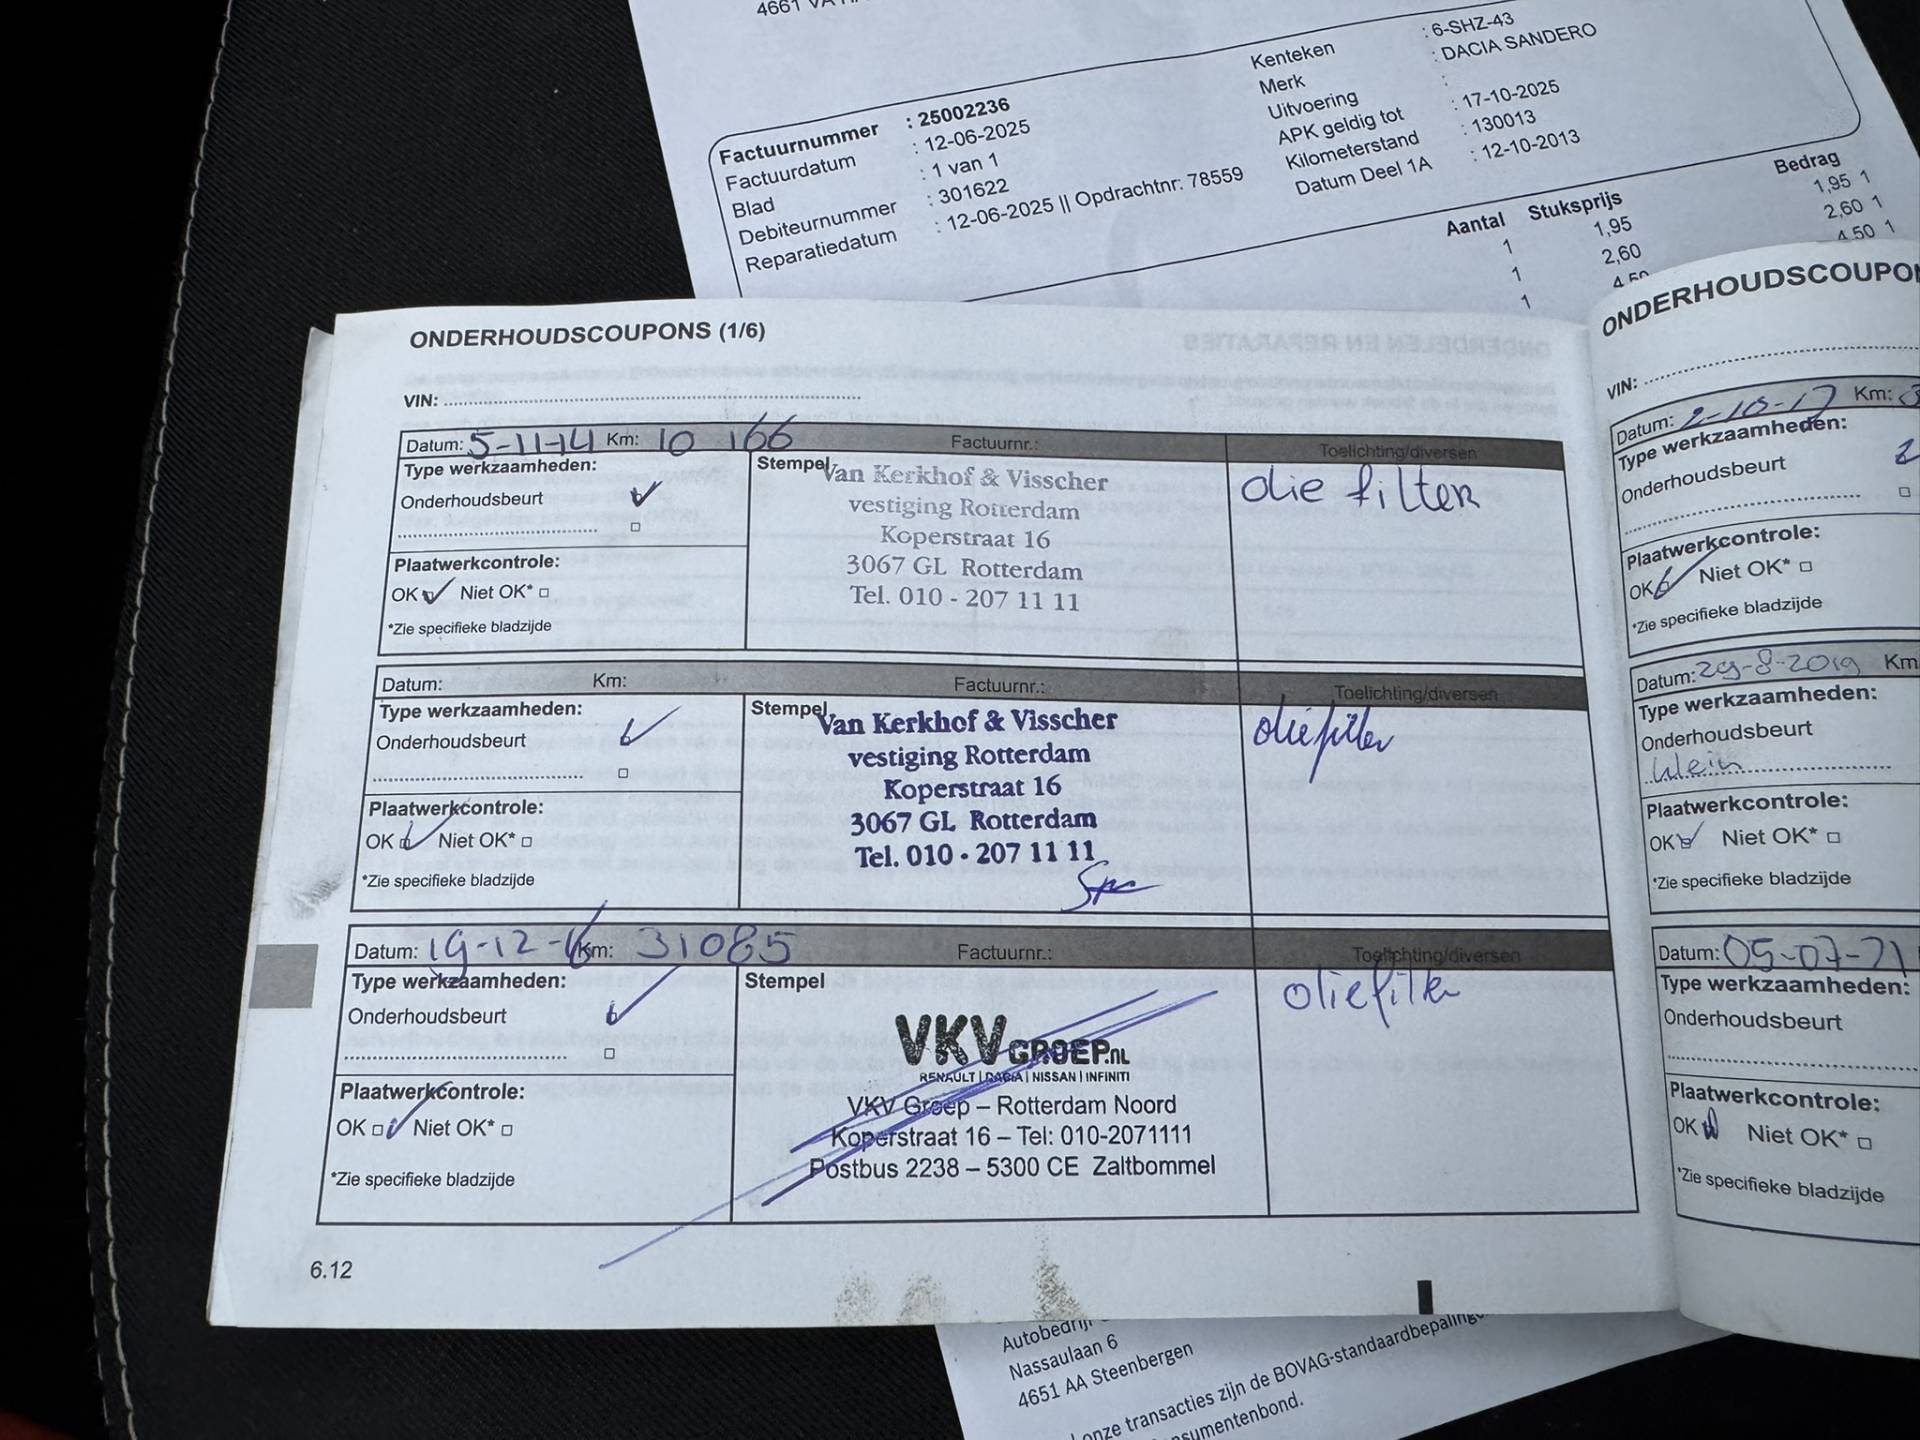 4661 VA
Kenteken : 6-SHZ-43
Merk : DACIA SANDERO
Uitvoering :
APK geldig tot : 17-10-2025
Kilometerstand : 130013
Datum Deel 1A : 12-10-2013
Factuurnummer : 25002236
Factuurdatum : 12-06-2025
Blad : 1 van 1
Debiteurnummer : 301622
Reparatiedatum : 12-06-2025 || Opdrachtnr: 78559
Aantal Stuksprijs Bedrag
1 1,95 1,95 1
1 2,60 2,60 1
1 4,50 4,50 1
ONDERHOUDSCOUPONS (1/6)
VIN:
Datum: 5-11-14 Km: 10 166 Factuurnr.: Toelichting/diversen
Type werkzaamheden:
Onderhoudsbeurt
Plaatwerkcontrole:
OK Niet OK*
*Zie specifieke bladzijde
Stempel
Van Kerkhof & Visscher
vestiging Rotterdam
Koperstraat 16
3067 GL Rotterdam
Tel. 010 - 207 11 11
olie filter
Datum: Km: Factuurnr.: Toelichting/diversen
Type werkzaamheden:
Onderhoudsbeurt
Plaatwerkcontrole:
OK Niet OK*
*Zie specifieke bladzijde
Stempel
Van Kerkhof & Visscher
vestiging Rotterdam
Koperstraat 16
3067 GL Rotterdam
Tel. 010 - 207 11 11
oliefilter
Datum: 19-12-16 Km: 31085 Factuurnr.: Toelichting/diversen
Type werkzaamheden:
Onderhoudsbeurt
Plaatwerkcontrole:
OK Niet OK*
*Zie specifieke bladzijde
Stempel
VKV GROEP.nl
RENAULT | DACIA | NISSAN | INFINITI
VKV Groep – Rotterdam Noord
Koperstraat 16 – Tel: 010-2071111
Postbus 2238 – 5300 CE Zaltbommel
oliefilter
6.12
ONDERHOUDSCOUPO
VIN:
Datum: 2-10-17 Km:
Type werkzaamheden:
Onderhoudsbeurt
Plaatwerkcontrole:
OK Niet OK*
*Zie specifieke bladzijde
Datum: 29-8-2019 Km
Type werkzaamheden:
Onderhoudsbeurt
klein
Plaatwerkcontrole:
OK Niet OK*
*Zie specifieke bladzijde
Datum: 05-07-21
Type werkzaamheden:
Onderhoudsbeurt
Plaatwerkcontrole:
OK Niet OK*
*Zie specifieke bladzijde
Autobedrijf
Nassaulaan 6
4651 AA Steenbergen
onze transacties zijn de BOVAG-standaardbepalingen
sumentenbond.